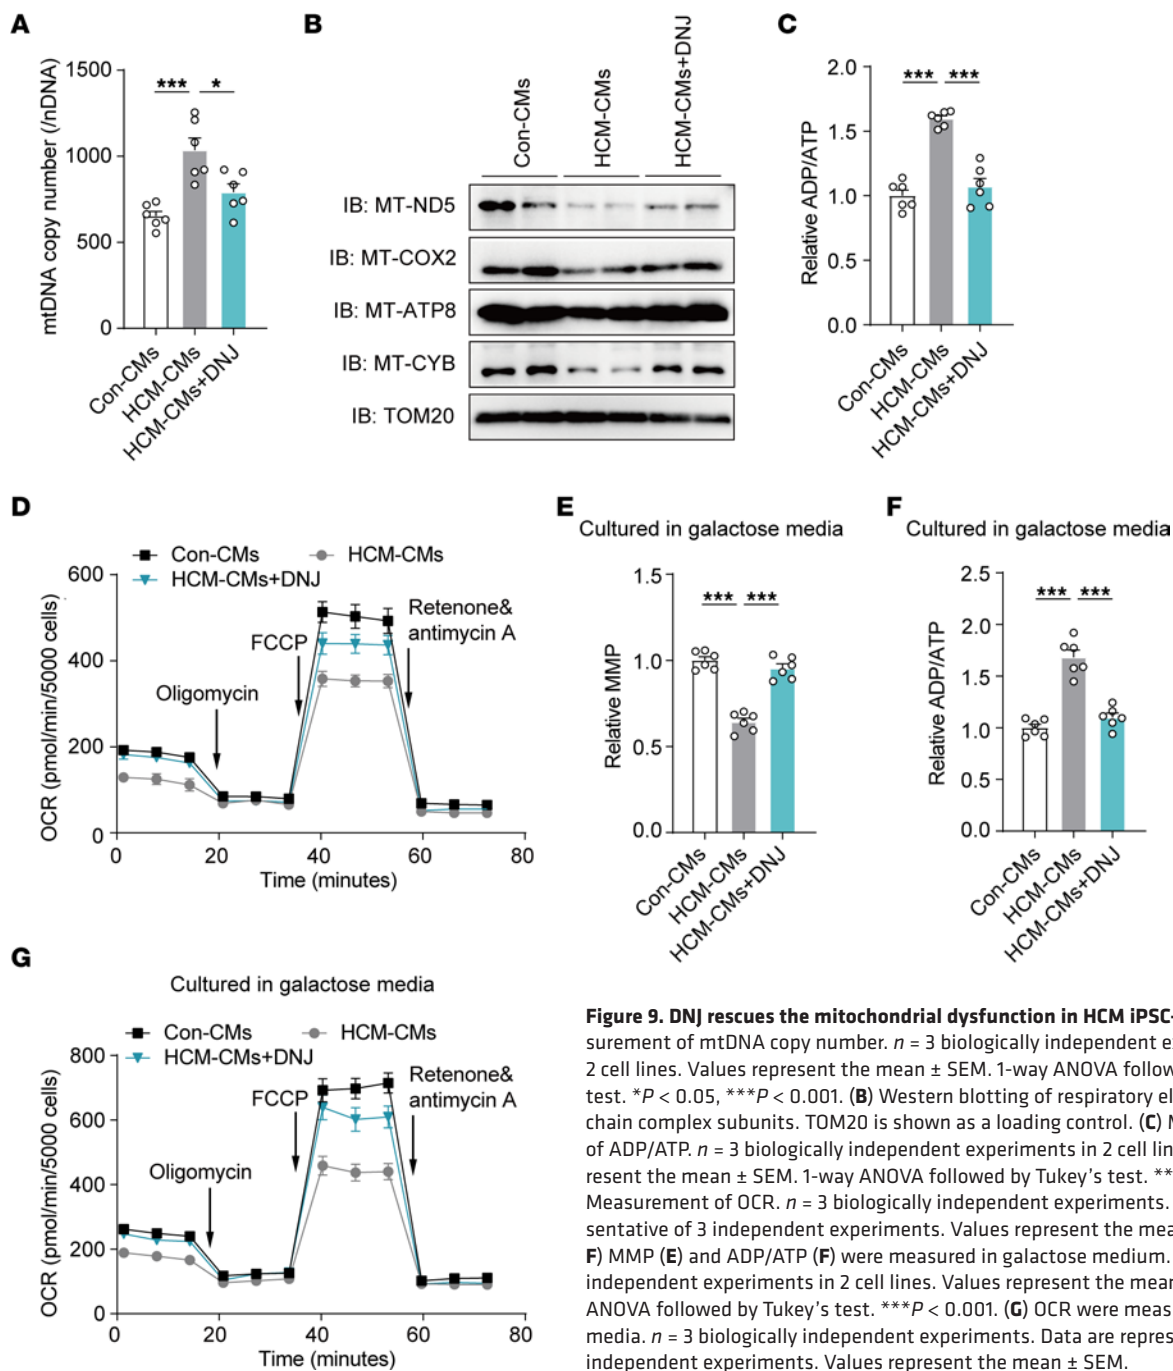 A
mtDNA copy number (/nDNA)
1500
1000
500
0
***
*
Con-CMs
HCM-CMs
HCM-CMs+DNJ
B
Con-CMs
HCM-CMs
HCM-CMs+DNJ
IB: MT-ND5
IB: MT-COX2
IB: MT-ATP8
IB: MT-CYB
IB: TOM20
C
Relative ADP/ATP
2.0
1.5
1.0
0.5
0.0
***
***
Con-CMs
HCM-CMs
HCM-CMs+DNJ
D
Con-CMs
HCM-CMs
HCM-CMs+DNJ
OCR (pmol/min/5000 cells)
600
400
200
0
Oligomycin
FCCP
Retenone&
antimycin A
0 20 40 60 80
Time (minutes)
E
Cultured in galactose media
Relative MMP
1.5
1.0
0.5
0.0
***
***
Con-CMs
HCM-CMs
HCM-CMs+DNJ
F
Cultured in galactose media
Relative ADP/ATP
2.5
2.0
1.5
1.0
0.5
0.0
***
***
Con-CMs
HCM-CMs
HCM-CMs+DNJ
G
Cultured in galactose media
Con-CMs
HCM-CMs
HCM-CMs+DNJ
OCR (pmol/min/5000 cells)
800
600
400
200
0
Oligomycin
FCCP
Retenone&
antimycin A
0 20 40 60 80
Time (minutes)
Figure 9. DNJ rescues the mitochondrial dysfunction in HCM iPSC-
surement of mtDNA copy number. n = 3 biologically independent e
2 cell lines. Values represent the mean ± SEM. 1-way ANOVA follow
test. *P < 0.05, ***P < 0.001. (B) Western blotting of respiratory el
chain complex subunits. TOM20 is shown as a loading control. (C) M
of ADP/ATP. n = 3 biologically independent experiments in 2 cell lin
resent the mean ± SEM. 1-way ANOVA followed by Tukey's test. **
Measurement of OCR. n = 3 biologically independent experiments.
sentative of 3 independent experiments. Values represent the mea
F) MMP (E) and ADP/ATP (F) were measured in galactose medium.
independent experiments in 2 cell lines. Values represent the mean
ANOVA followed by Tukey's test. ***P < 0.001. (G) OCR were meas
media. n = 3 biologically independent experiments. Data are repres
independent experiments. Values represent the mean ± SEM.